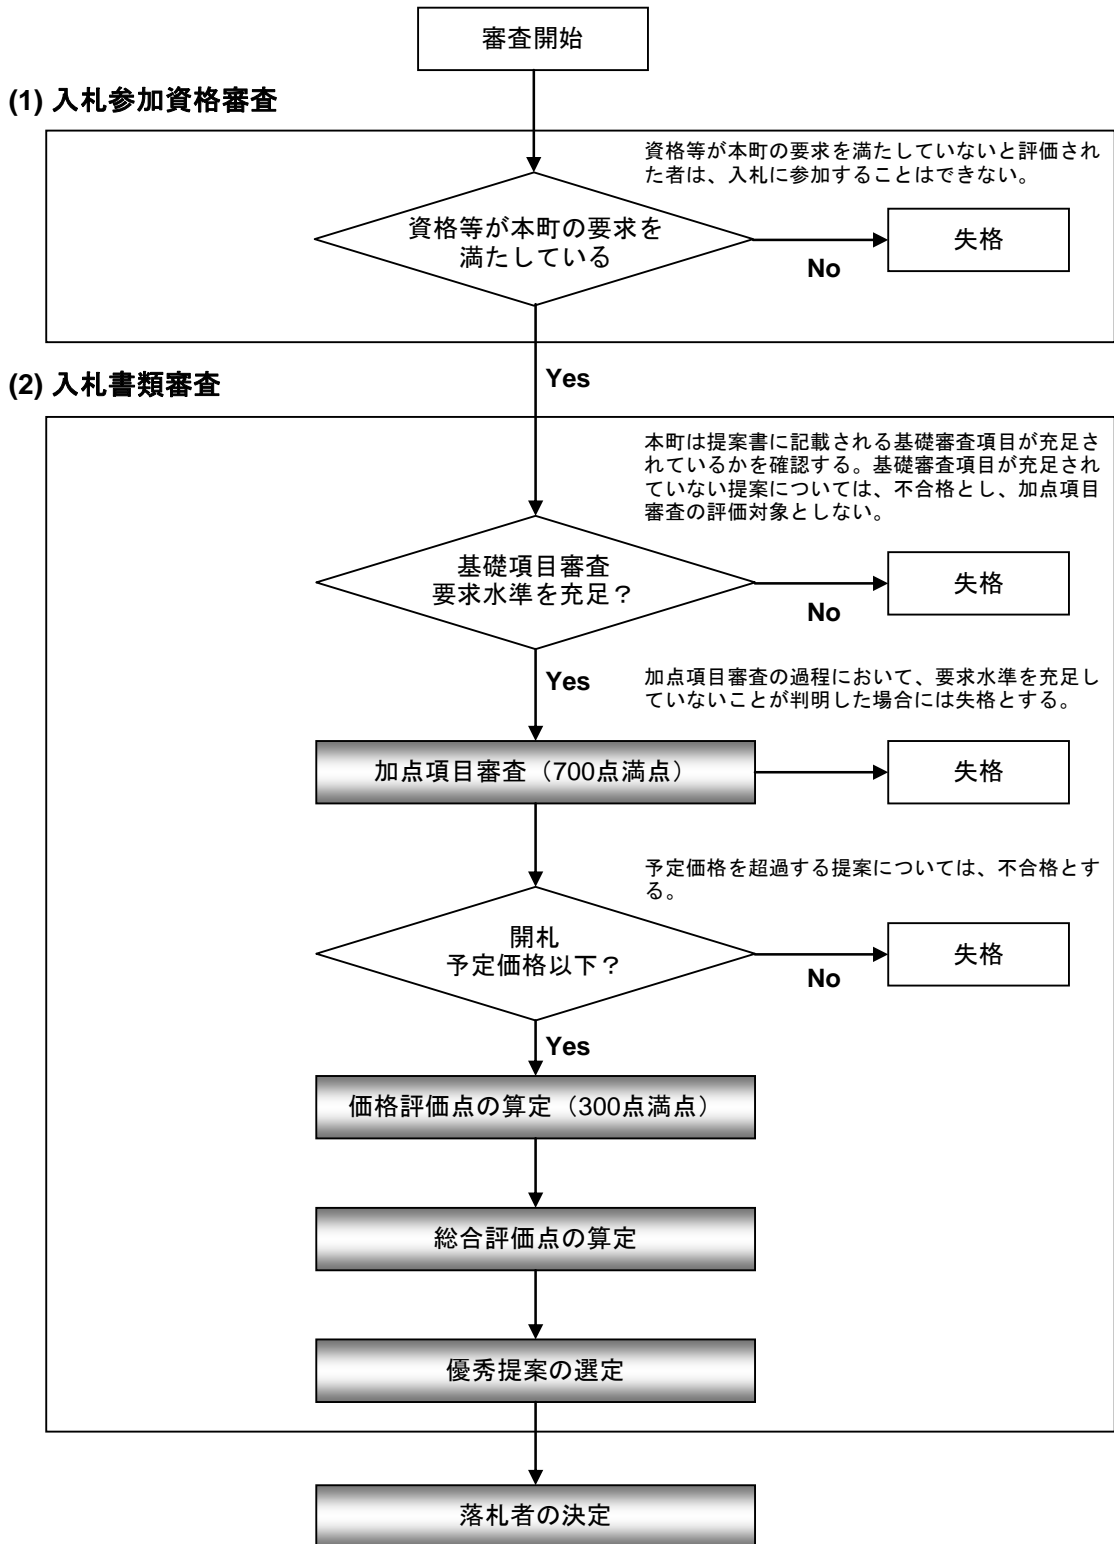 審査開始
(1) 入札参加資格審査
資格等が本町の要求を満たしていないと評価され
た者は、入札に参加することはできない。
資格等が本町の要求を
満たしている
失格
No
Yes
(2) 入札書類審査
本町は提案書に記載される基礎審査項目が充足さ
れているかを確認する。基礎審査項目が充足され
ていない提案については、不合格とし、加点項目
審査の評価対象としない。
基礎項目審査
要求水準を充足？
失格
No
Yes
加点項目審査の過程において、要求水準を充足し
ていないことが判明した場合には失格とする。
加点項目審査（700点満点）
失格
予定価格を超過する提案については、不合格とす
る。
開札
予定価格以下？
失格
No
Yes
価格評価点の算定（300点満点）
総合評価点の算定
優秀提案の選定
落札者の決定